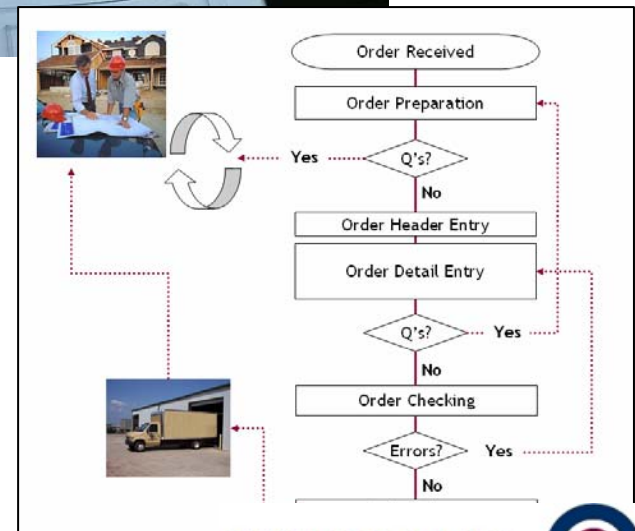 Order Received
Order Preparation
Yes
Q's?
No
Order Header Entry
Order Detail Entry
Q's?
Yes
No
Order Checking
Errors?
Yes
No